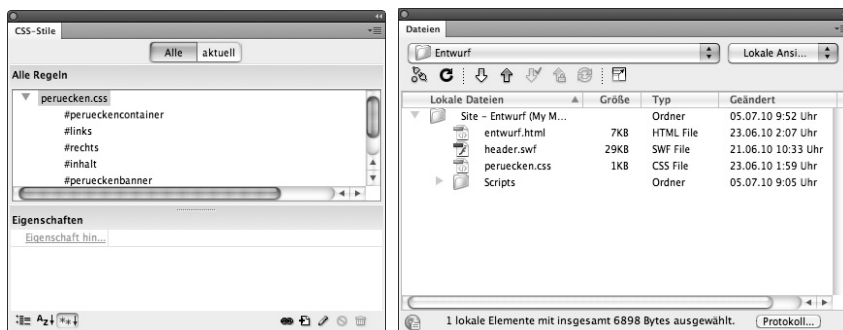 CSS-Stile
Alle aktuell
Alle Regeln
peruecken.css
#perueckencontainer
#links
#rechts
#inhalt
#perueckenbanner
Eigenschaften
Eigenschaft hin...
Dateien
Entwurf Lokale Ansi...
Lokale Dateien Größe Typ Geändert
Site – Entwurf (My M... Ordner 05.07.10 9:52 Uhr
entwurf.html 7KB HTML File 23.06.10 2:07 Uhr
header.swf 29KB SWF File 21.06.10 10:33 Uhr
peruecken.css 1KB CSS File 23.06.10 1:59 Uhr
Scripts Ordner 05.07.10 9:05 Uhr
1 lokale Elemente mit insgesamt 6898 Bytes ausgewählt. Protokoll...